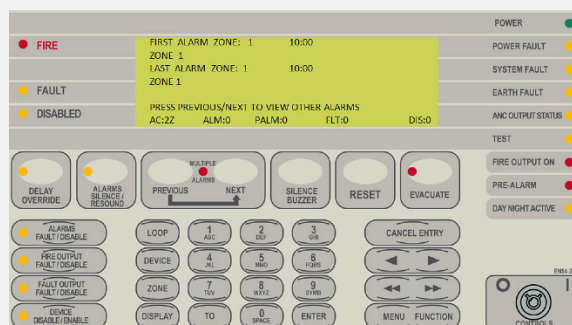 POWER
FIRE
POWER FAULT
SYSTEM FAULT
FAULT
EARTH FAULT
DISABLED
ANC OUTPUT STATUS
TEST
FIRE OUTPUT ON
PRE-ALARM
DAY NIGHT ACTIVE
FIRST ALARM ZONE: 1 10:00
ZONE 1
LAST ALARM ZONE: 1 10:00
ZONE 1
PRESS PREVIOUS/NEXT TO VIEW OTHER ALARMS
AC:2Z ALM:0 PALM:0 FLT:0 DIS:0
DELAY
OVERRIDE
ALARMS
SILENCE /
RESOUND
MULTIPLE
ALARMS
PREVIOUS NEXT
SILENCE
BUZZER
RESET
EVACUATE
ALARMS
FAULT / DISABLE
FIRE OUTPUT
FAULT / DISABLE
FAULT OUTPUT
FAULT / DISABLE
DEVICE
DISABLE / ENABLE
LOOP
1
ABC
2
DEF
3
GHI
CANCEL ENTRY
DEVICE
4
JKL
5
MNO
6
PQRS
ZONE
7
TUV
8
WXYZ
9
SYMB
DISPLAY
TO
0
SPACE
ENTER
MENU FUNCTION
CONTROLS